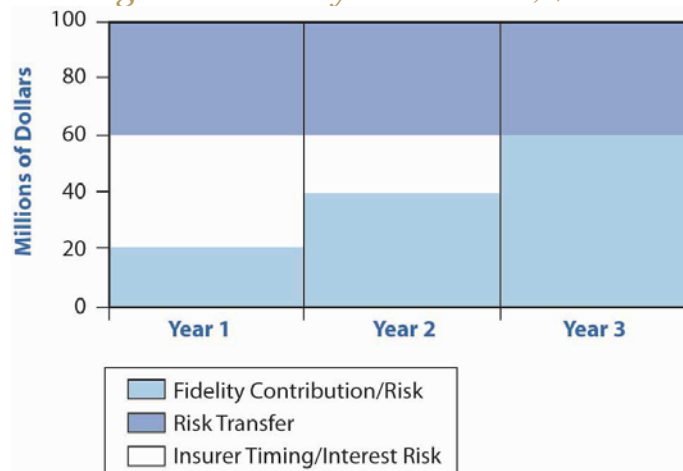 100
80
60
40
20
0
Millions of Dollars
Year 1 Year 2 Year 3
Fidelity Contribution/Risk
Risk Transfer
Insurer Timing/Interest Risk